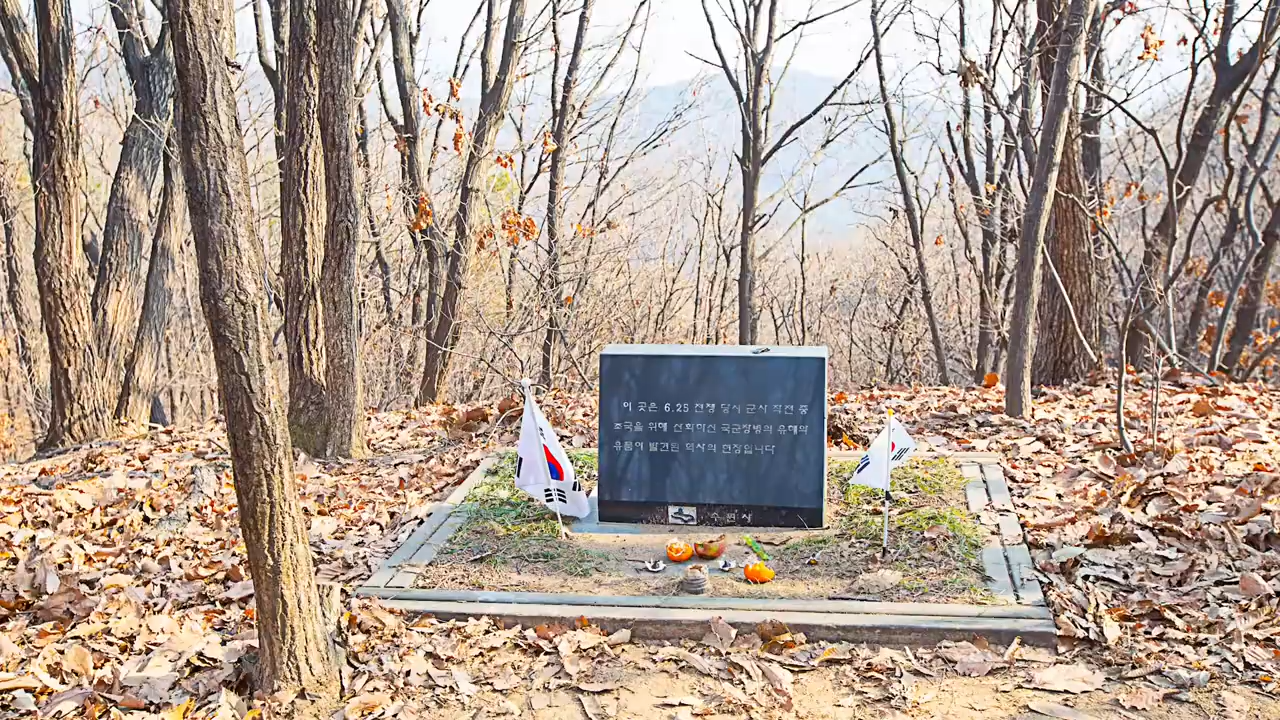 이 곳은 6.25 전쟁 당시 군사 작전 중
조국을 위해 산화하신 국군장병의 유해와
유품이 발견된 역사의 현장입니다